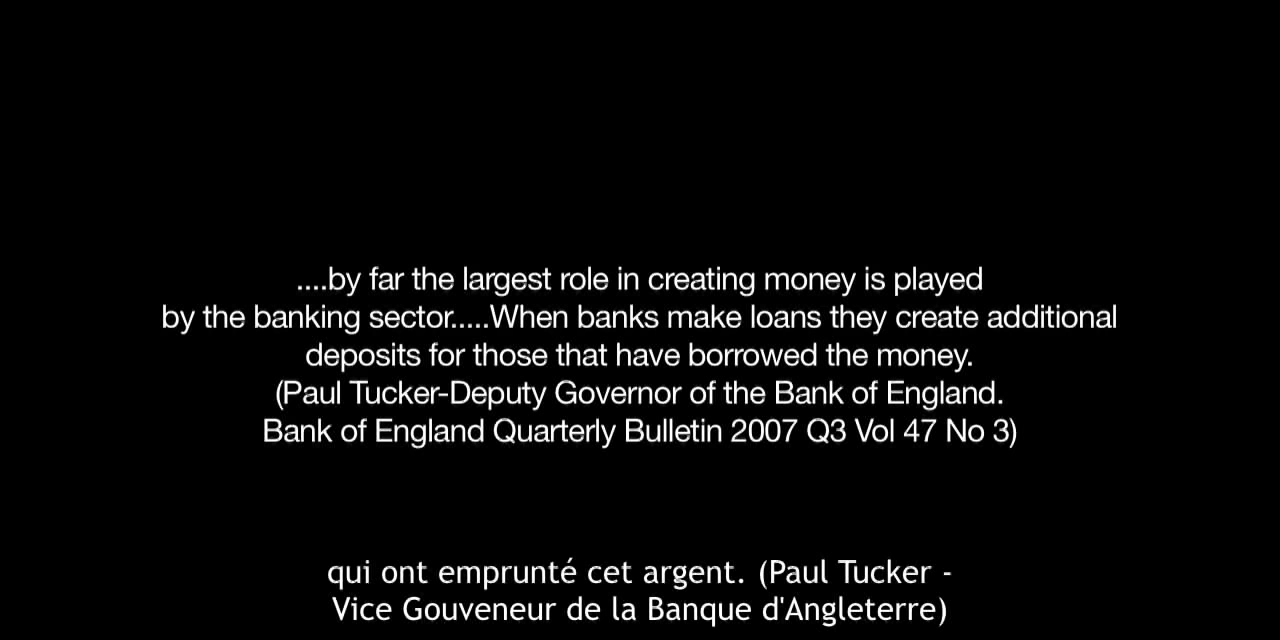 ....by far the largest role in creating money is played
by the banking sector.....When banks make loans they create additional
deposits for those that have borrowed the money.
(Paul Tucker-Deputy Governor of the Bank of England.
Bank of England Quarterly Bulletin 2007 Q3 Vol 47 No 3)
qui ont emprunté cet argent. (Paul Tucker -
Vice Gouveneur de la Banque d'Angleterre)